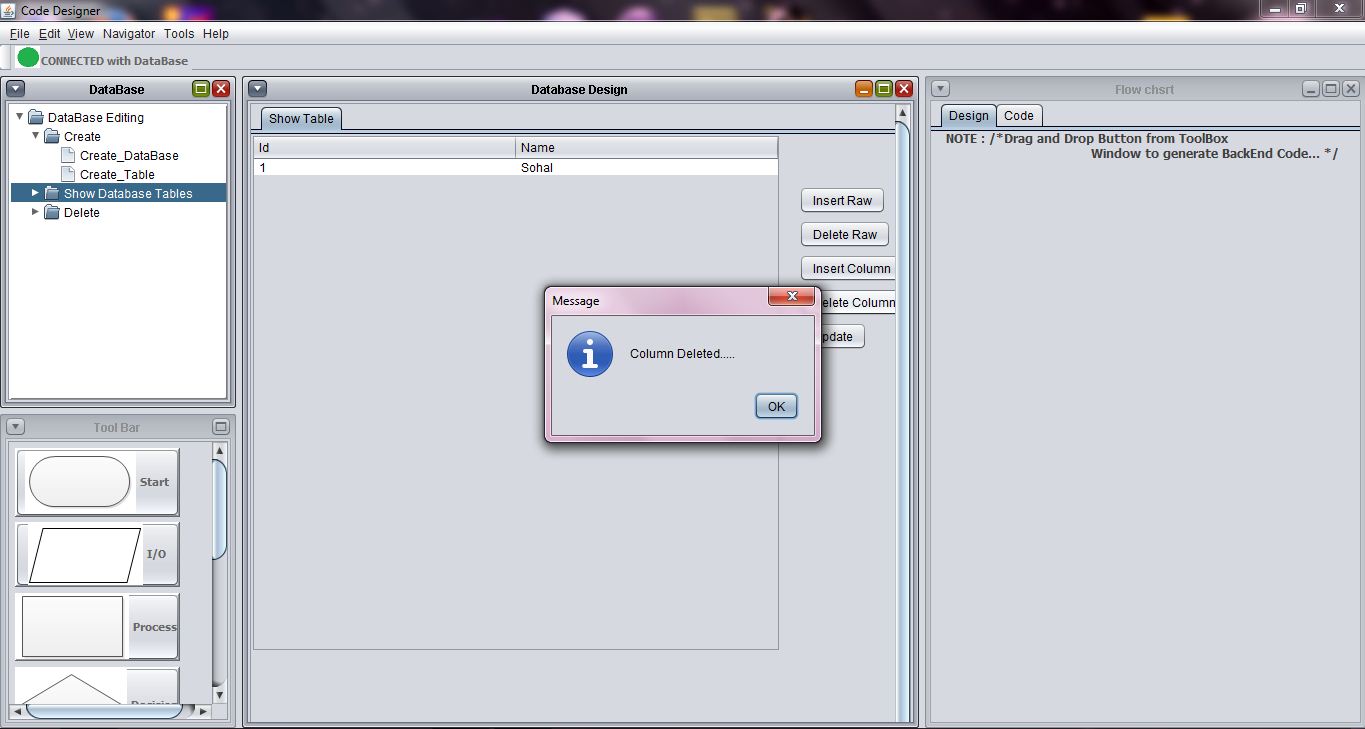 Code Designer
File Edit View Navigator Tools Help
CONNECTED with DataBase
DataBase
DataBase Editing
Create
Create_DataBase
Create_Table
Show Database Tables
Delete
Tool Bar
Start
I/O
Process
Database Design
Show Table
Id Name
1 Sohal
Insert Raw
Delete Raw
Insert Column
elete Column
pdate
Message
Column Deleted.....
OK
Flow chsrt
Design Code
NOTE : /*Drag and Drop Button from ToolBox
Window to generate BackEnd Code... */